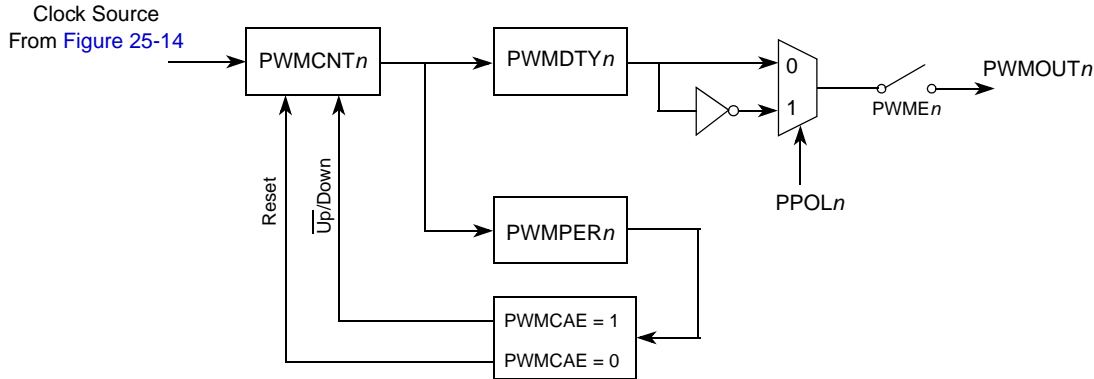 Clock Source
From Figure 25-14
PWMCNTn
PWMDTYn
0
1
PWMEn
PWMOUTn
PPOLn
Reset
Up/Down
PWMPERn
PWMCAE = 1
PWMCAE = 0